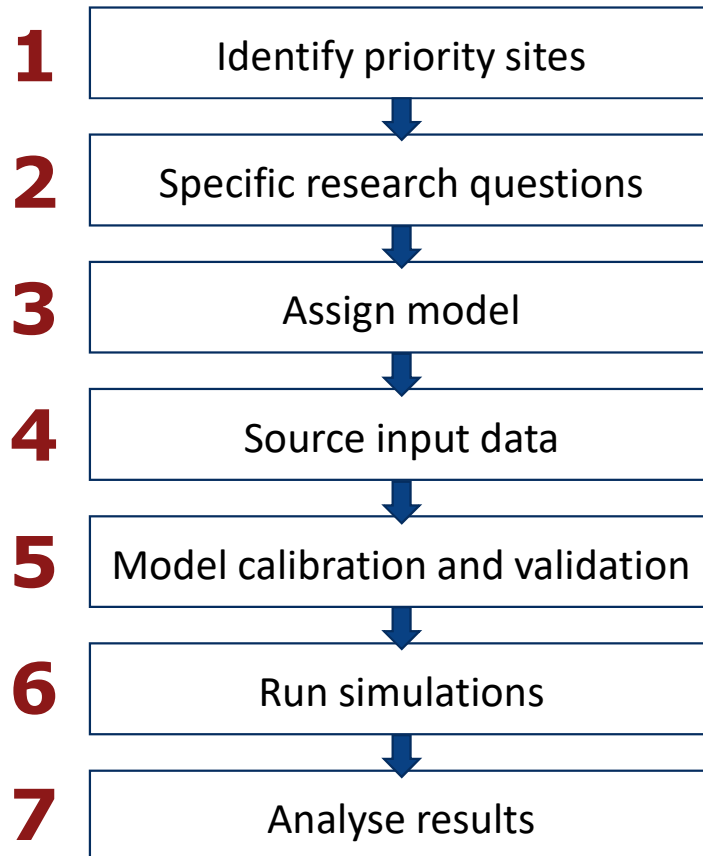 1 Identify priority sites
2 Specific research questions
3 Assign model
4 Source input data
5 Model calibration and validation
6 Run simulations
7 Analyse results